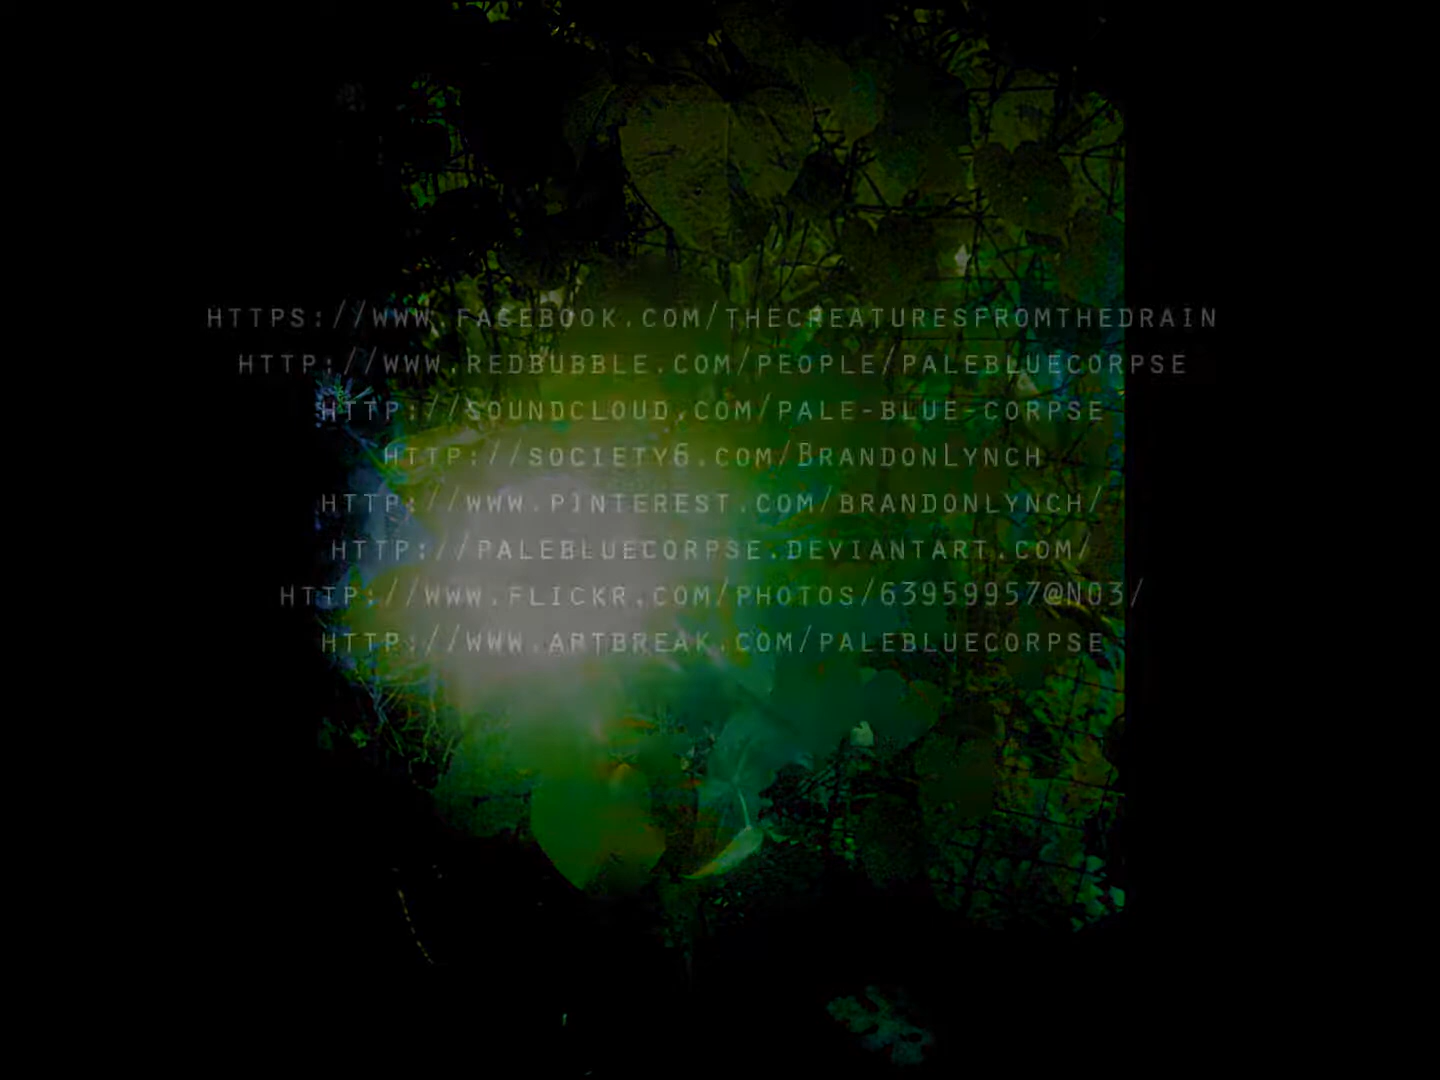 HTTPS://WWW.FACEBOOK.COM/THECREATURESFROMTHEDRAIN
HTTP://WWW.REDBUBBLE.COM/PEOPLE/PALEBLUECORPSE
HTTP://SOUNDCLOUD.COM/PALE-BLUE-CORPSE
HTTP://SOCIETY6.COM/BRANDONLYNCH
HTTP://WWW.PINTEREST.COM/BRANDONLYNCH/
HTTP://PALEBLUECORPSE.DEVIANTART.COM/
HTTP://WWW.FLICKR.COM/PHOTOS/63959957@N03/
HTTP://WWW.ARTBREAK.COM/PALEBLUECORPSE